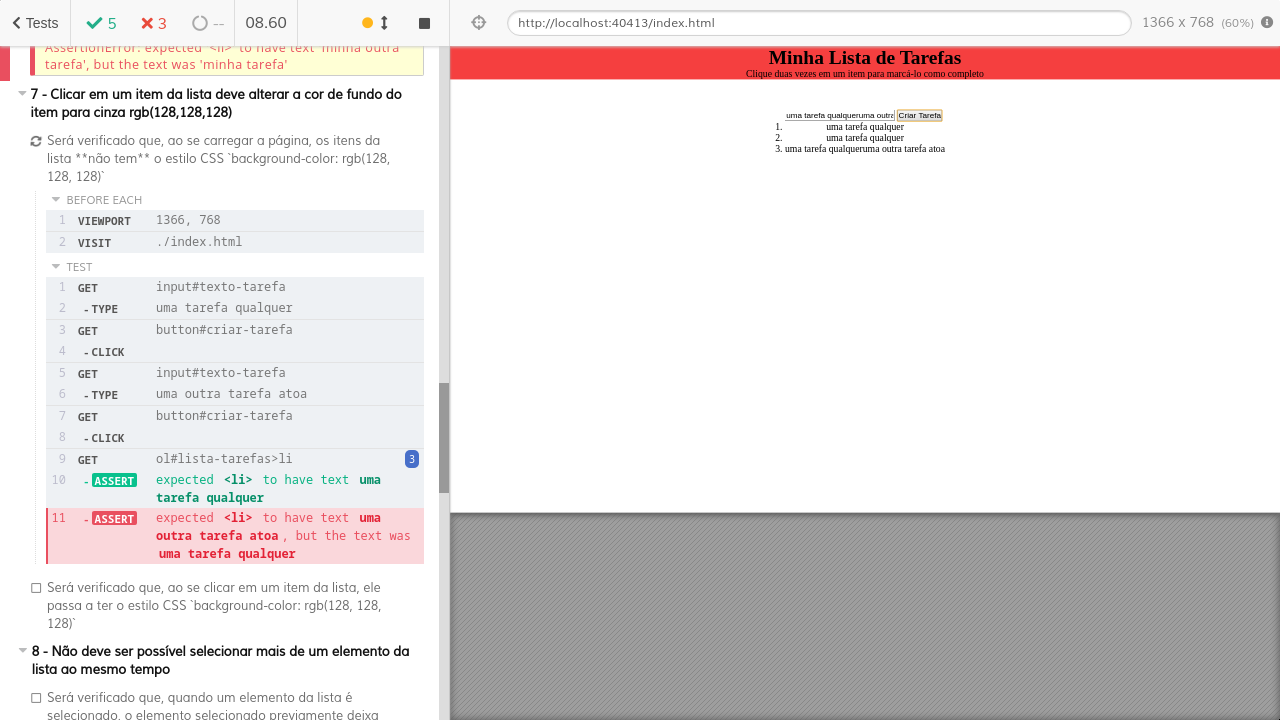 Tests 5 3 -- 08.60
AssertionError: expected '<li>' to have text 'minha outra
tarefa', but the text was 'minha tarefa'
7 - Clicar em um item da lista deve alterar a cor de fundo do
item para cinza rgb(128,128,128)
Será verificado que, ao se carregar a página, os itens da
lista **não tem** o estilo CSS `background-color: rgb(128,
128, 128)`
BEFORE EACH
1 VIEWPORT 1366, 768
2 VISIT ./index.html
TEST
1 GET input#texto-tarefa
2 -TYPE uma tarefa qualquer
3 GET button#criar-tarefa
4 -CLICK
5 GET input#texto-tarefa
6 -TYPE uma outra tarefa atoa
7 GET button#criar-tarefa
8 -CLICK
9 GET ol#lista-tarefas>li 3
10 -ASSERT expected <li> to have text uma
tarefa qualquer
11 -ASSERT expected <li> to have text uma
outra tarefa atoa , but the text was
uma tarefa qualquer
Será verificado que, ao se clicar em um item da lista, ele
passa a ter o estilo CSS `background-color: rgb(128, 128,
128)`
8 - Não deve ser possível selecionar mais de um elemento da
lista ao mesmo tempo
Será verificado que, quando um elemento da lista é
selecionado, o elemento selecionado previamente deixa
http://localhost:40413/index.html 1366 x 768 (60%)
Minha Lista de Tarefas
Clique duas vezes em um item para marcá-lo como completo
uma tarefa qualqueruma outra Criar Tarefa
1. uma tarefa qualquer
2. uma tarefa qualquer
3. uma tarefa qualqueruma outra tarefa atoa